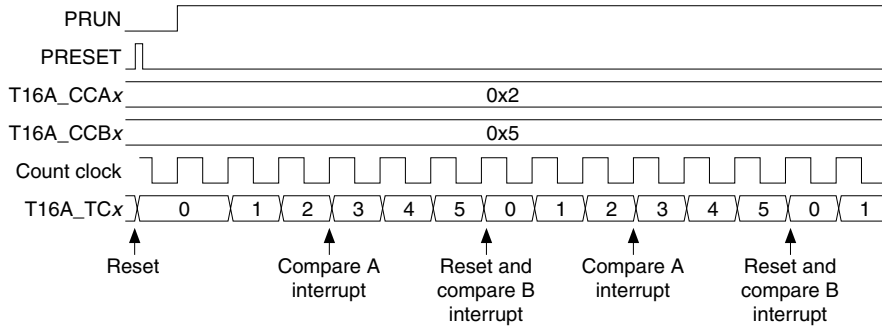 PRUN
PRESET
T16A_CCAx 0x2
T16A_CCBx 0x5
Count clock
T16A_TCx 0 1 2 3 4 5 0 1 2 3 4 5 0 1
Reset Compare A Reset and Compare A Reset and
interrupt compare B interrupt compare B
interrupt interrupt